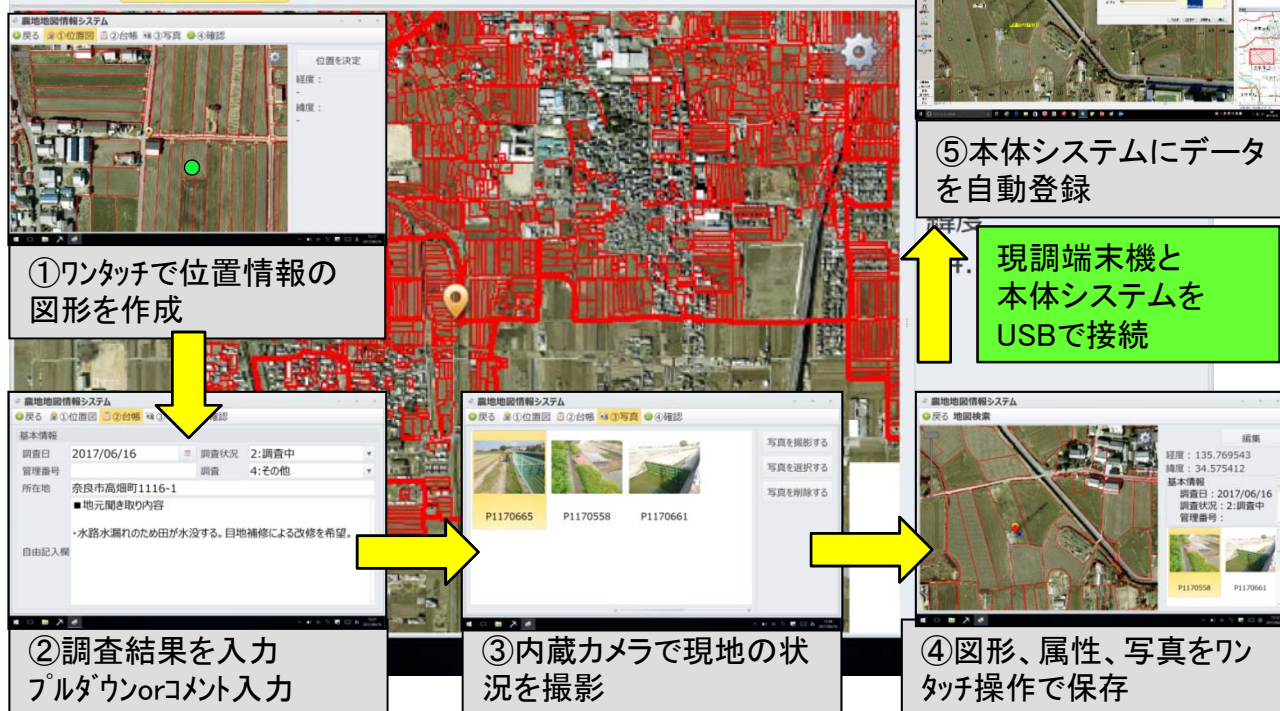 農地地図情報システム
戻る ①位置図 ②台帳 ③写真 ④確認
位置を決定
経度：
-
緯度：
-
①ワンタッチで位置情報の
図形を作成
⑤本体システムにデータ
を自動登録
緯度
現調端末機と
本体システムを
USBで接続
農地地図情報システム
戻る ①位置図 ②台帳 確認
基本情報
調査日 2017/06/16 調査状況 2:調査中
管理番号 調査 4:その他
所在地 奈良市高畑町1116-1
■地元聞き取り内容
・水路水漏れのため田が水没する。目地補修による改修を希望。
自由記入欄
②調査結果を入力
プルダウンorコメント入力
農地地図情報システム
戻る ①位置図 ②台帳 ③写真 ④確認
写真を撮影する
写真を選択する
写真を削除する
P1170665 P1170558 P1170661
③内蔵カメラで現地の状
況を撮影
農地地図情報システム
戻る 地図検索
編集
経度：135.769543
緯度：34.575412
基本情報
調査日：2017/06/16
調査状況：2:調査中
管理番号：
P1170558 P1170661
④図形、属性、写真をワン
タッチ操作で保存